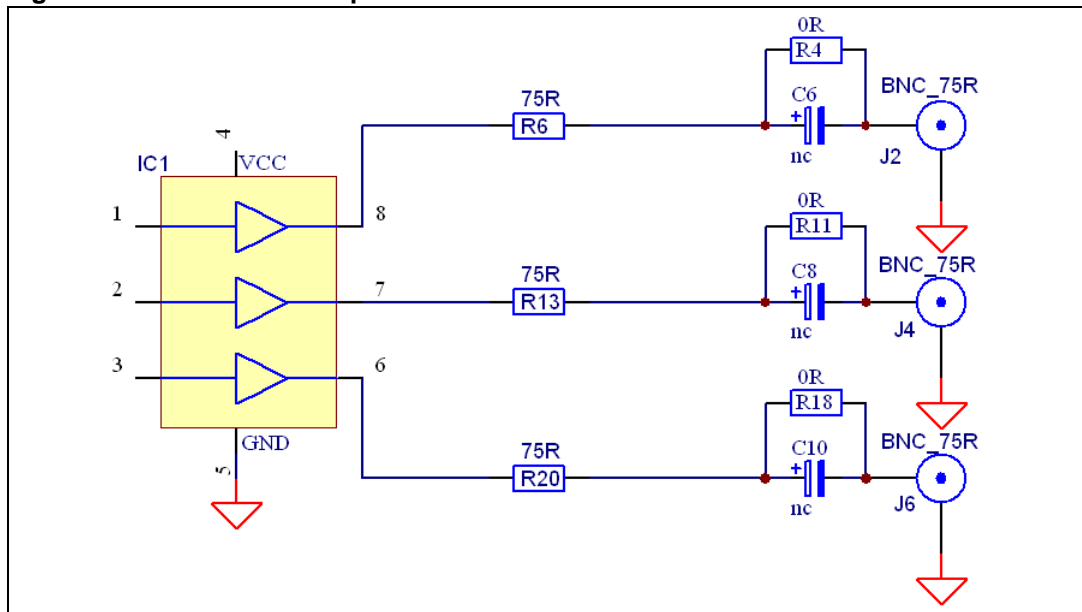 0R
R4
C6
BNC_75R
75R
R6
nc
J2
4
IC1
VCC
1
8
0R
R11
C8
BNC_75R
75R
2
7
R13
nc
J4
3
6
0R
R18
GND
5
75R
R20
C10
BNC_75R
nc
J6